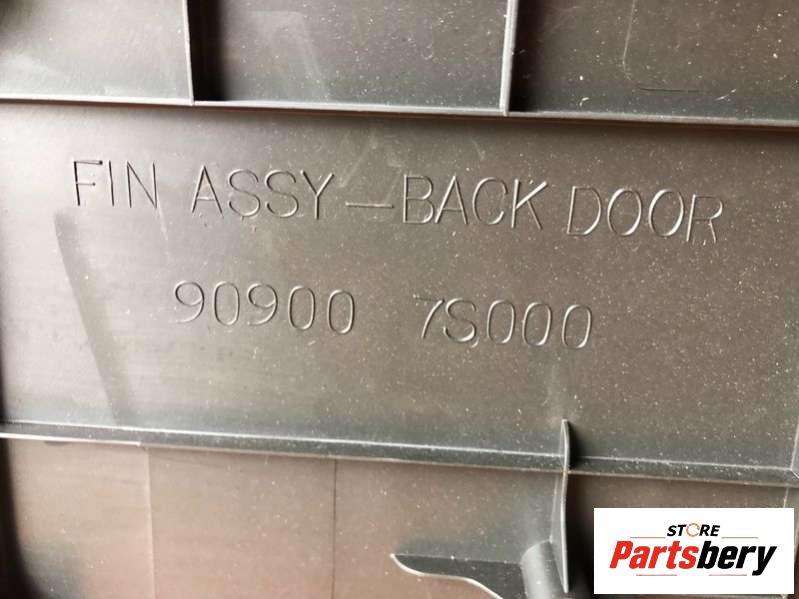 FIN ASSY-BACK DOOR
90900 7S000
STORE
Partsbery